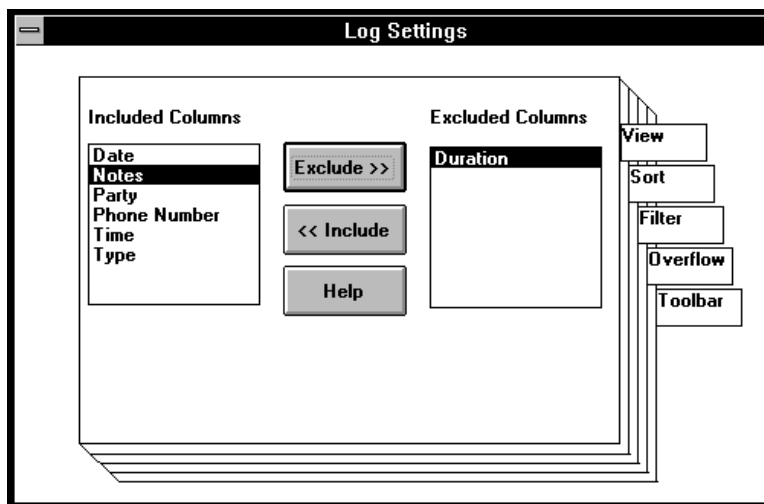 Log Settings
Included Columns
Date
Notes
Party
Phone Number
Time
Type
Exclude >>
<< Include
Help
Excluded Columns
Duration
View
Sort
Filter
Overflow
Toolbar